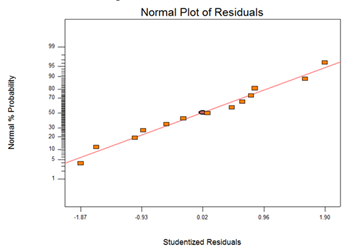 Normal Plot of Residuals
Normal % Probability
99
95
90
80
70
50
30
20
10
5
1
-1.87 -0.93 0.02 0.96 1.90
Studentized Residuals